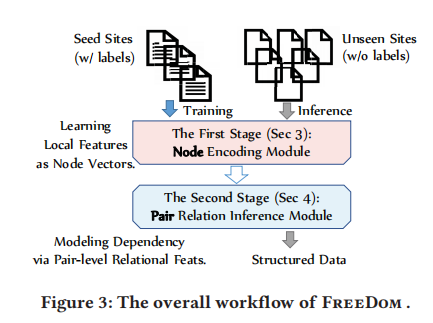 Seed Sites
(w/ labels)
Unseen Sites
(w/o labels)
Training
Inference
Learning
Local Features
as Node Vectors.
The First Stage (Sec 3):
Node Encoding Module
The Second Stage (Sec 4):
Pair Relation Inference Module
Modeling Dependency
via Pair-level Relational Feats.
Structured Data
Figure 3: The overall workflow of FREEDOM .